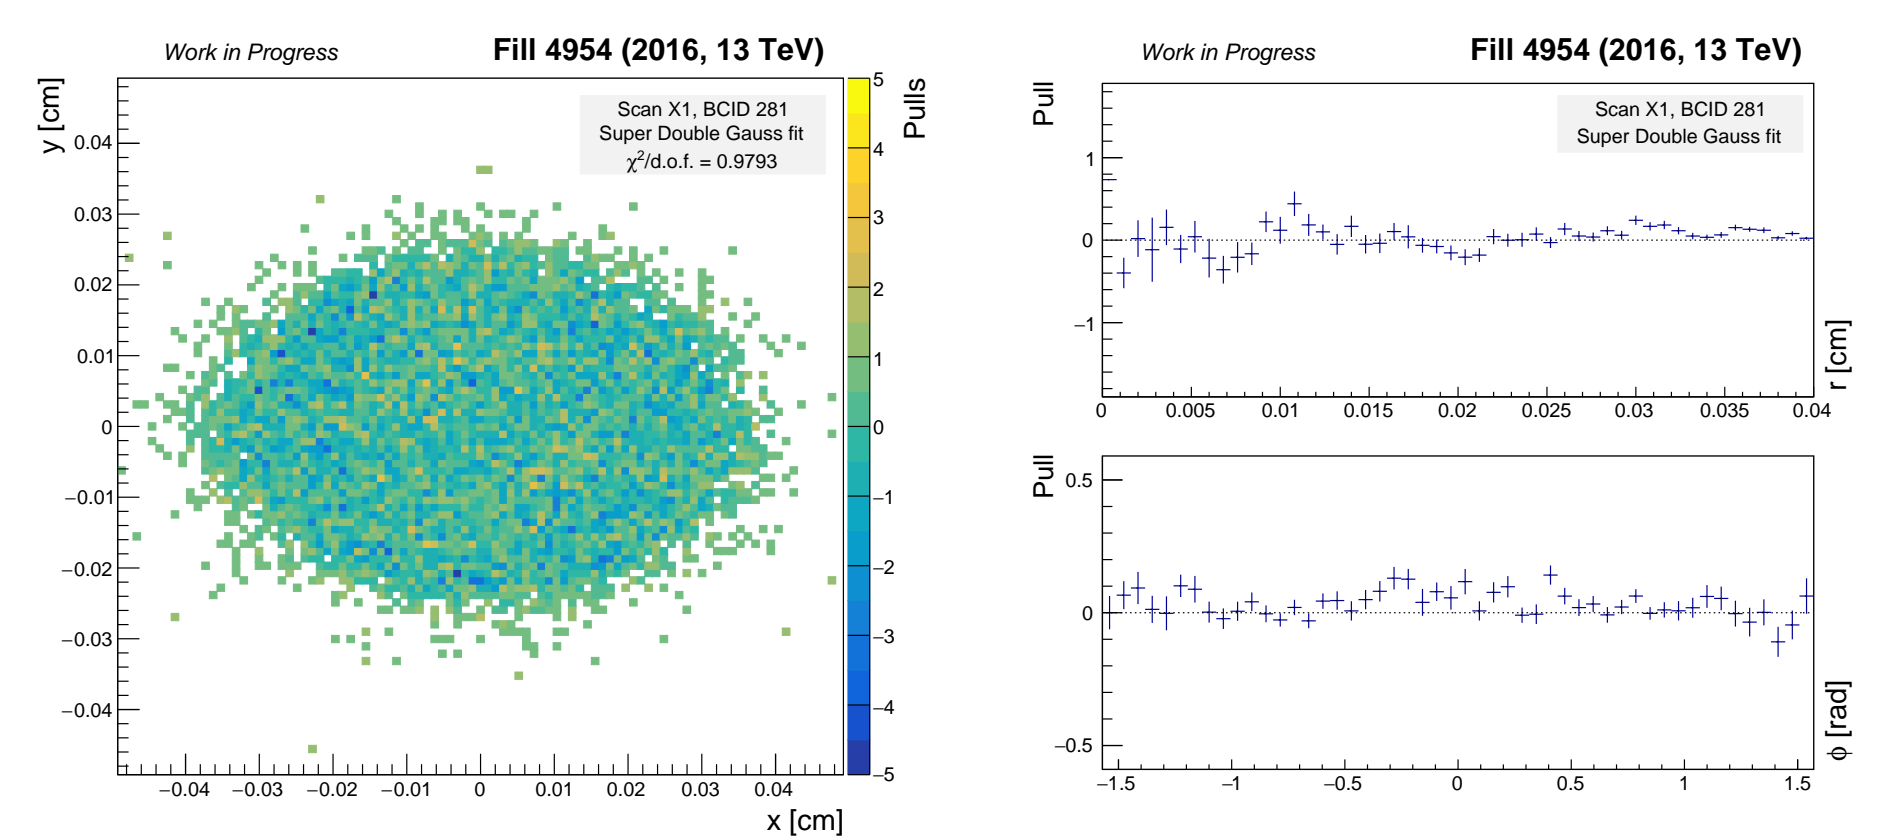 Work in Progress
Fill 4954 (2016, 13 TeV)
y [cm]
Scan X1, BCID 281
Super Double Gauss fit
χ²/d.o.f. = 0.9793
0.04
0.03
0.02
0.01
0
−0.01
−0.02
−0.03
−0.04
−0.04 −0.03 −0.02 −0.01 0 0.01 0.02 0.03 0.04
x [cm]
Pulls
5
4
3
2
1
0
−1
−2
−3
−4
−5
Work in Progress
Fill 4954 (2016, 13 TeV)
Pull
Scan X1, BCID 281
Super Double Gauss fit
1
0
−1
0 0.005 0.01 0.015 0.02 0.025 0.03 0.035 0.04
r [cm]
Pull
0.5
0
−0.5
−1.5 −1 −0.5 0 0.5 1 1.5
ϕ [rad]